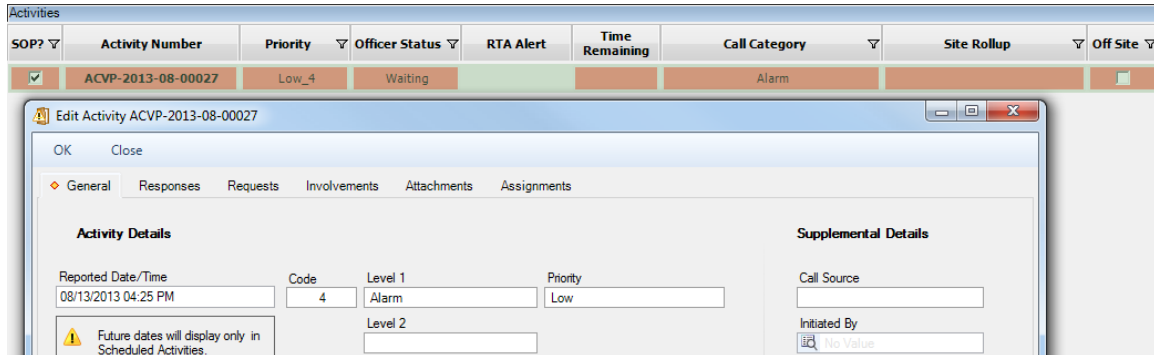 Activities
SOP? Activity Number Priority Officer Status RTA Alert Time Remaining Call Category Site Rollup Off Site
ACVP-2013-08-00027 Low_4 Waiting Alarm
Edit Activity ACVP-2013-08-00027
OK Close
General Responses Requests Involvements Attachments Assignments
Activity Details Supplemental Details
Reported Date/Time Code Level 1 Priority Call Source
08/13/2013 04:25 PM 4 Alarm Low
Level 2 Initiated By
Future dates will display only in No Value
Scheduled Activities.